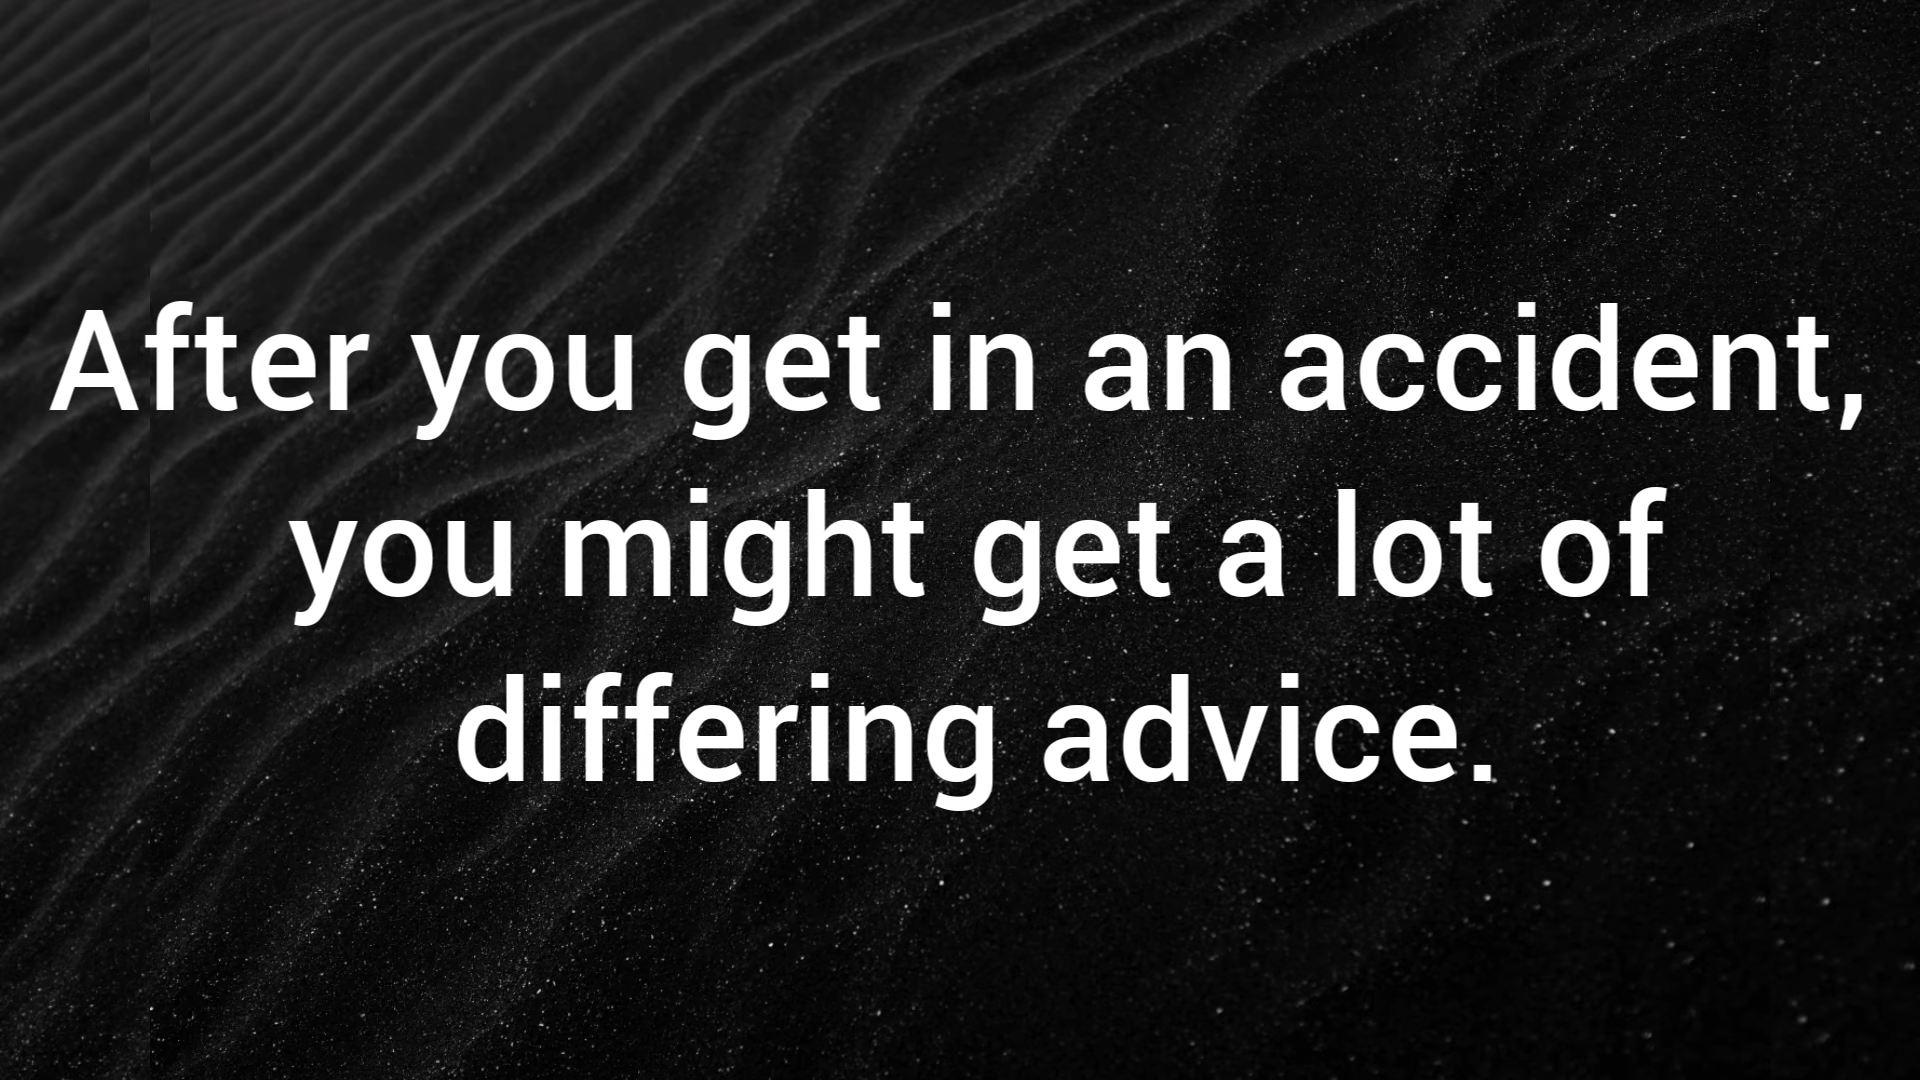 After you get in an accident,
you might get a lot of
differing advice.